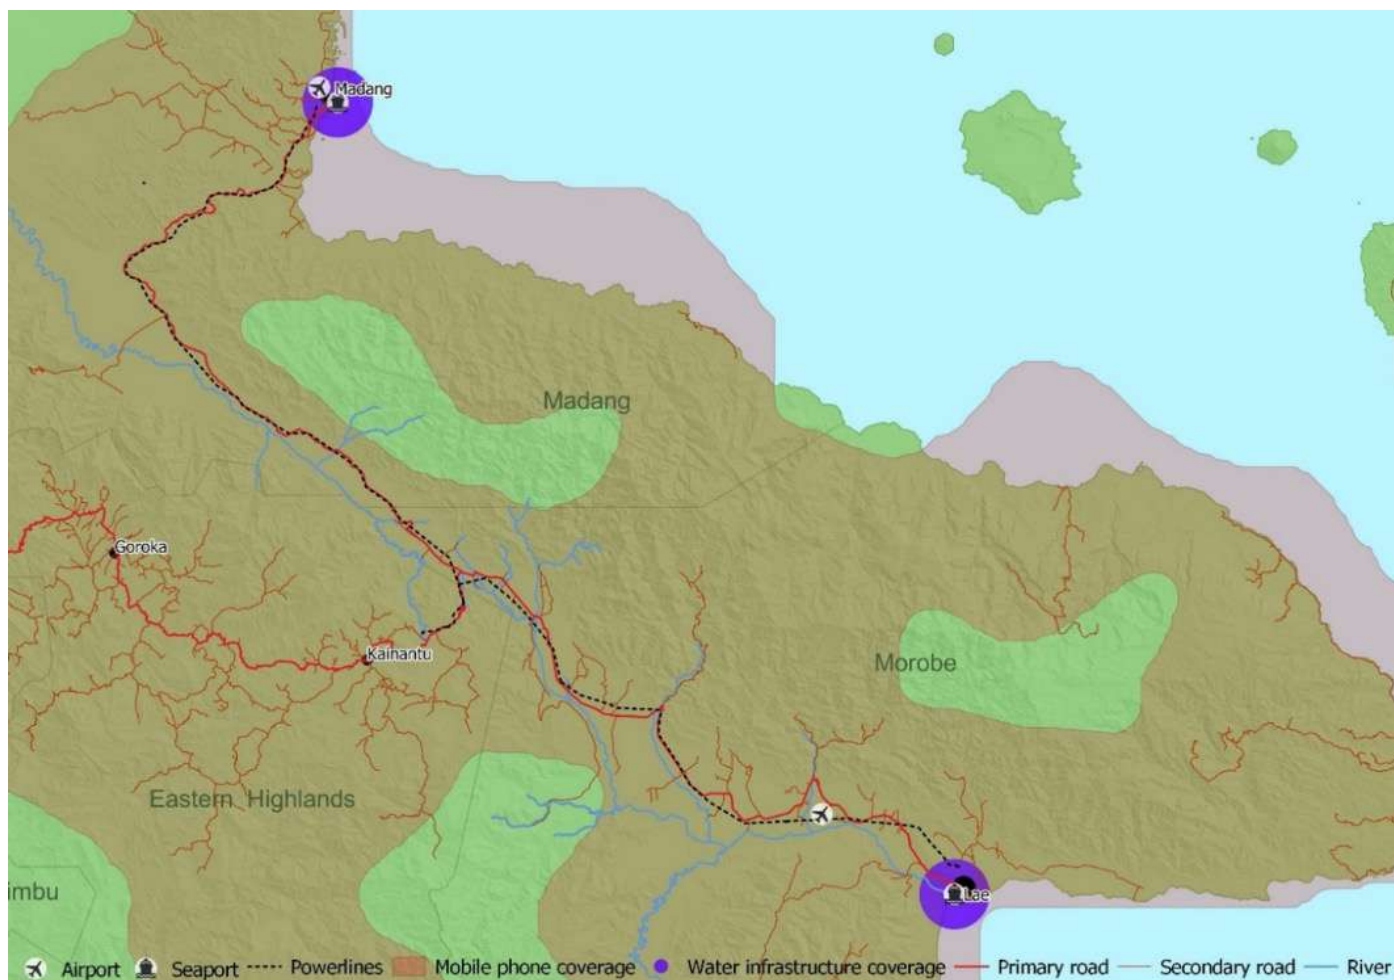 Madang
Madang
Goroka
Kainantu
Morobe
Eastern Highlands
imbu
Lae
Airport Seaport Powerlines Mobile phone coverage Water infrastructure coverage Primary road Secondary road River